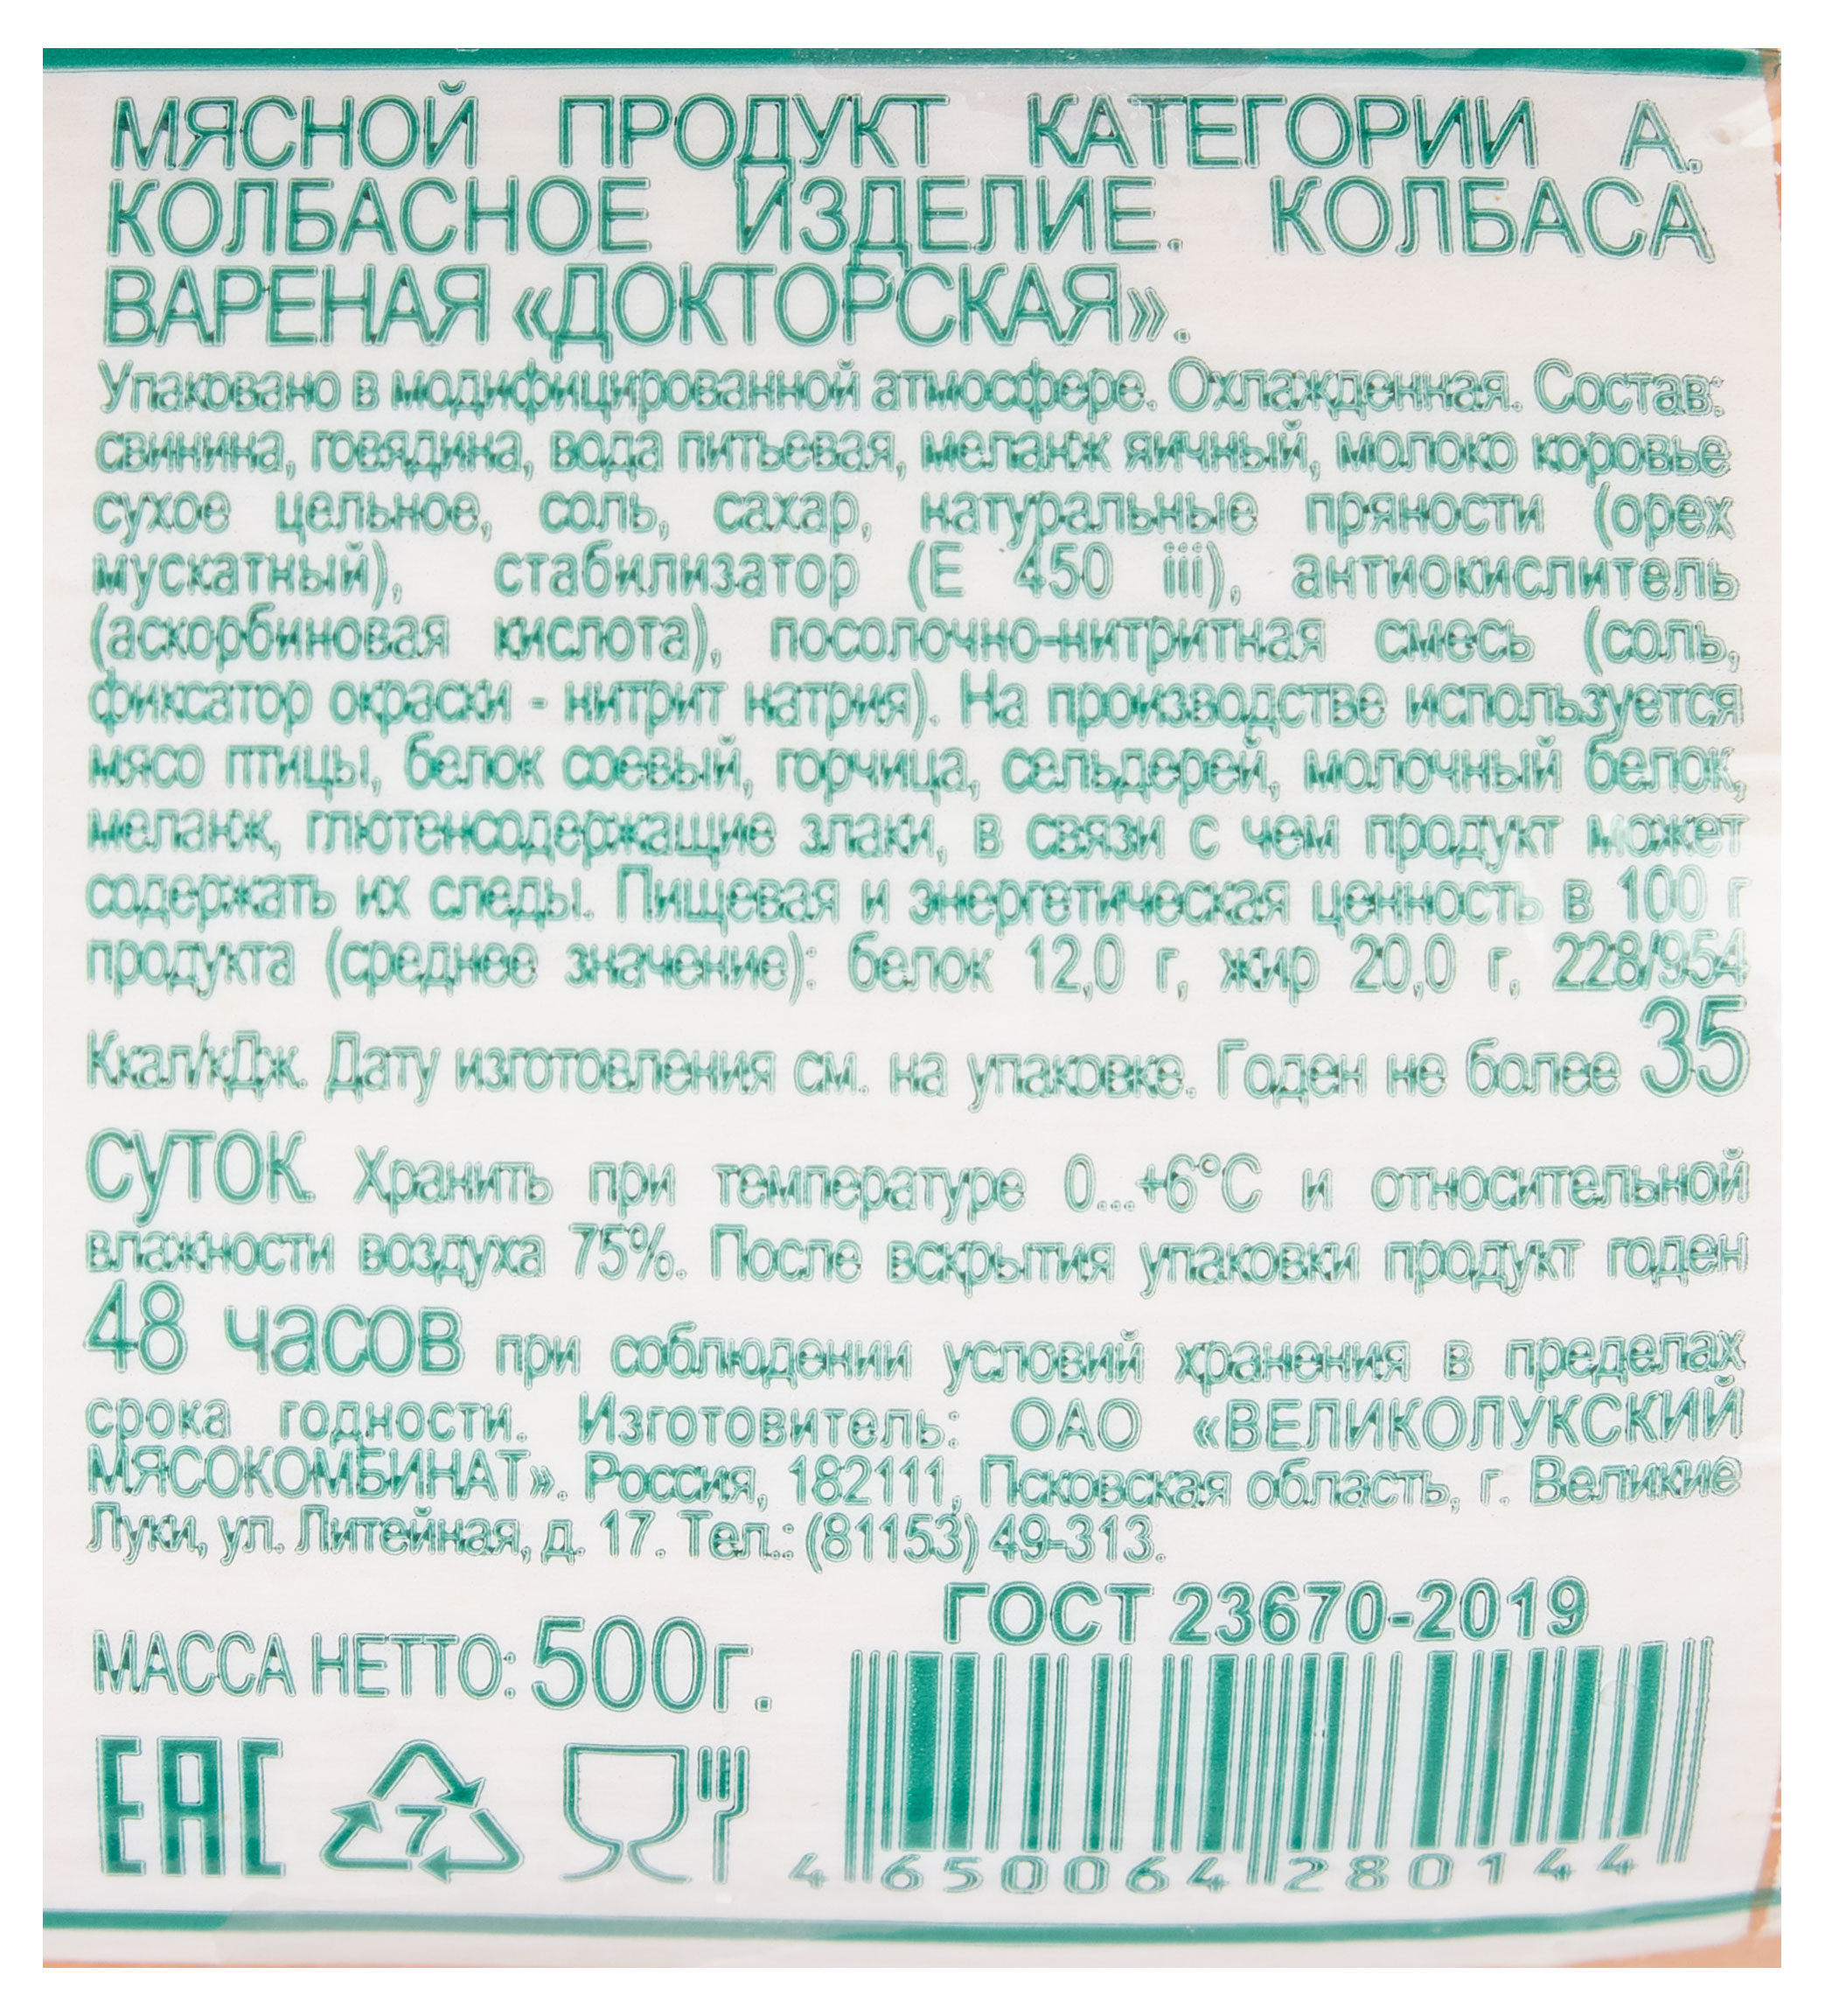 МЯСНОЙ ПРОДУКТ КАТЕГОРИИ А.
КОЛБАСНОЕ ИЗДЕЛИЕ. КОЛБАСА
ВАРЕНАЯ «ДОКТОРСКАЯ».
Упаковано в модифицированной атмосфере. Охлажденная. Состав:
свинина, говядина, вода питьевая, меланж яичный, молоко коровье
сухое цельное, соль, сахар, натуральные пряности (орех
мускатный), стабилизатор (Е 450 iii), антиокислитель
(аскорбиновая кислота), посолочно-нитритная смесь (соль,
фиксатор окраски - нитрит натрия). На производстве используется
мясо птицы, белок соевый, горчица, сельдерей, молочный белок,
меланж, глютенсодержащие злаки, в связи с чем продукт может
содержать их следы. Пищевая и энергетическая ценность в 100 г
продукта (среднее значение): белок 12,0 г, жир 20,0 г, 228/954
Ккал/кДж. Дату изготовления см. на упаковке. Годен не более 35
суток. Хранить при температуре 0...+6°С и относительной
влажности воздуха 75%. После вскрытия упаковки продукт годен
48 часов при соблюдении условий хранения в пределах
срока годности. Изготовитель: ОАО «ВЕЛИКОЛУКСКИЙ
МЯСОКОМБИНАТ». Россия, 182111, Псковская область, г. Великие
Луки, ул. Литейная, д. 17. Тел.: (81153) 49-313.
ГОСТ 23670-2019
МАССА НЕТТО: 500г.
ЕАС 7
4 650064 280144